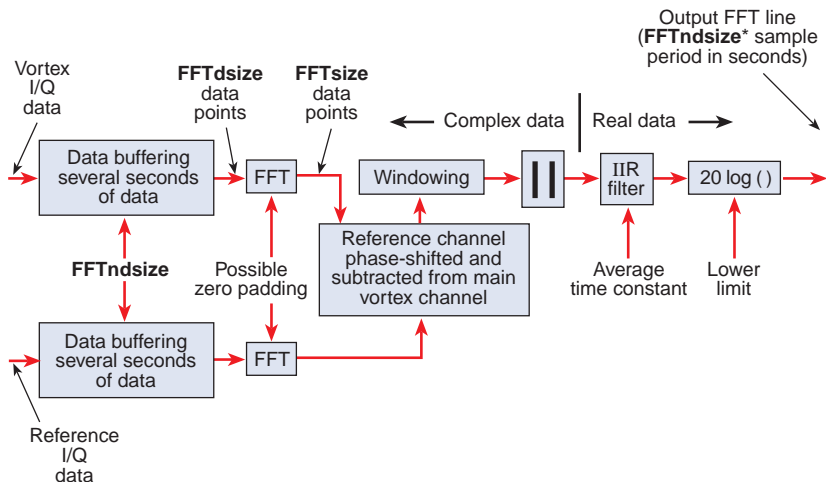 Output FFT line
(FFTndsize* sample
period in seconds)
Vortex
I/Q
data
FFTdsize
data
points
FFTsize
data
points
Complex data
Real data
Data buffering
several seconds
of data
FFT
Windowing
IIR
filter
20 log ( )
FFTndsize
Possible
zero padding
Reference channel
phase-shifted and
subtracted from main
vortex channel
Average
time constant
Lower
limit
Data buffering
several seconds
of data
FFT
Reference
I/Q
data